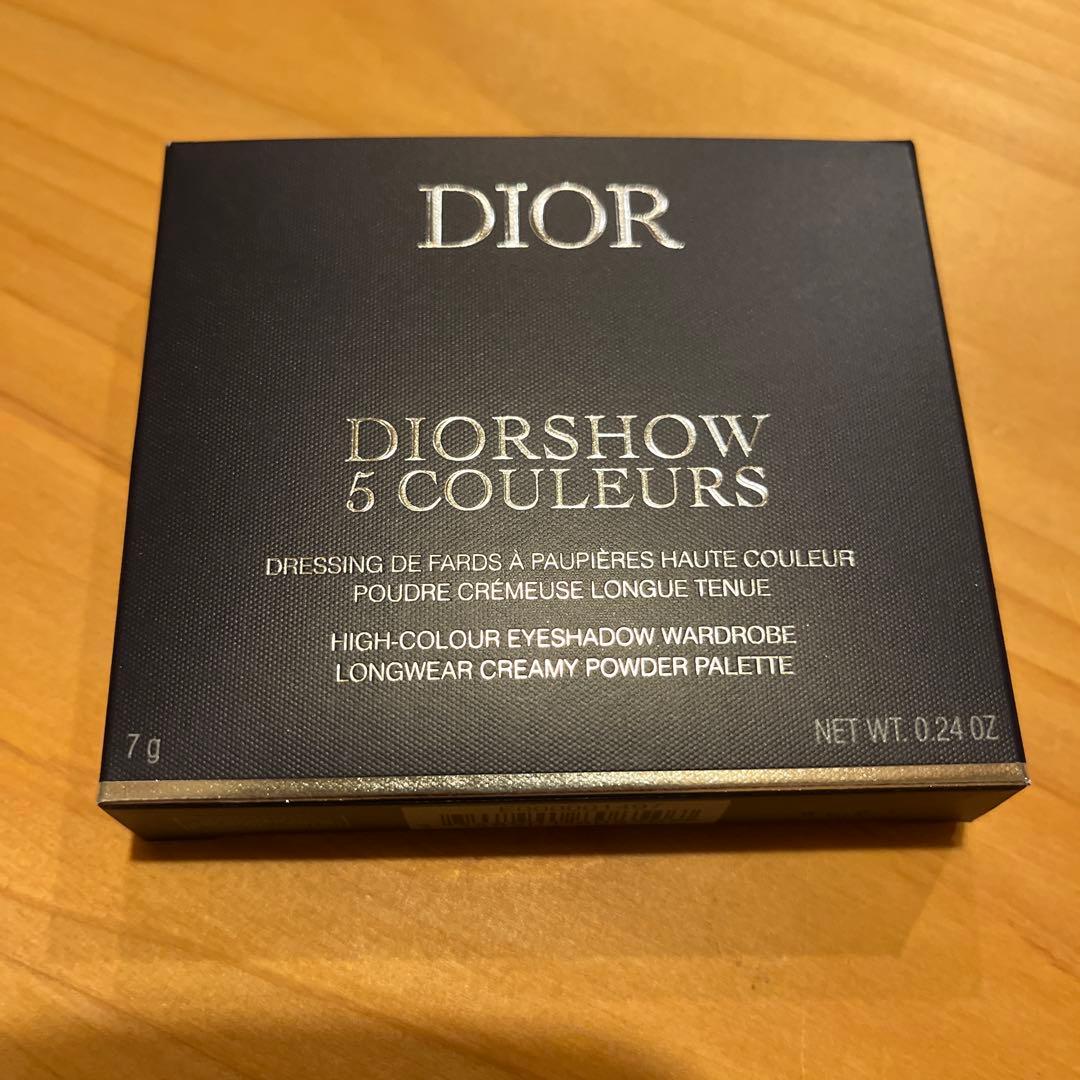 DIOR
DIORSHOW
5 COULEURS
DRESSING DE FARDS À PAUPIÈRES HAUTE COULEUR
POUDRE CRÉMEUSE LONGUE TENUE
HIGH-COLOUR EYESHADOW WARDROBE
LONGWEAR CREAMY POWDER PALETTE
7 g
NET WT. 0.24 OZ